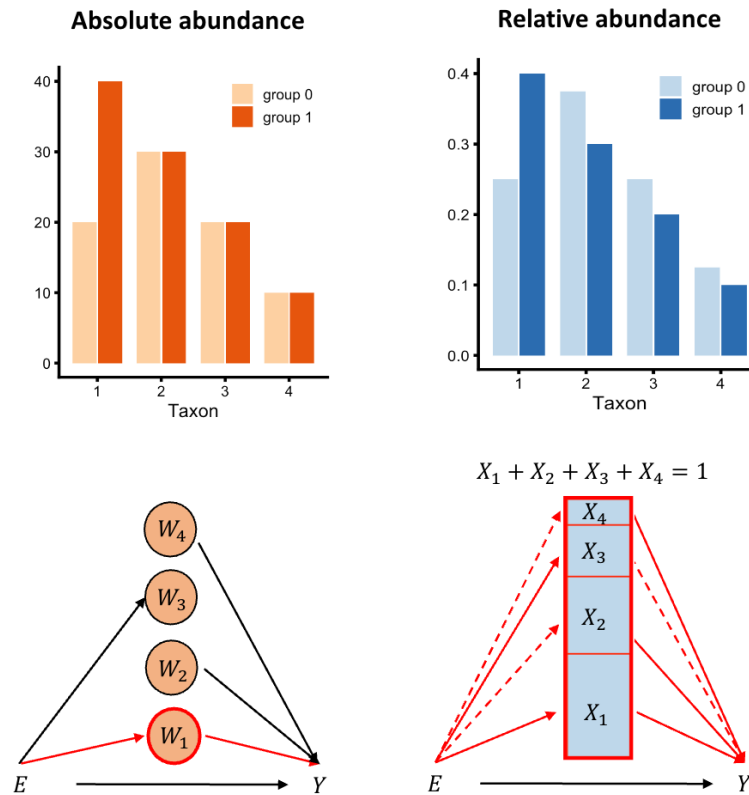 Absolute abundance
40
30
20
10
0
group 0
group 1
1 2 3 4
Taxon
Relative abundance
0.4
0.3
0.2
0.1
0.0
group 0
group 1
1 2 3 4
Taxon
W₄
W₃
W₂
W₁
E
Y
X₁ + X₂ + X₃ + X₄ = 1
X₄
X₃
X₂
X₁
E
Y